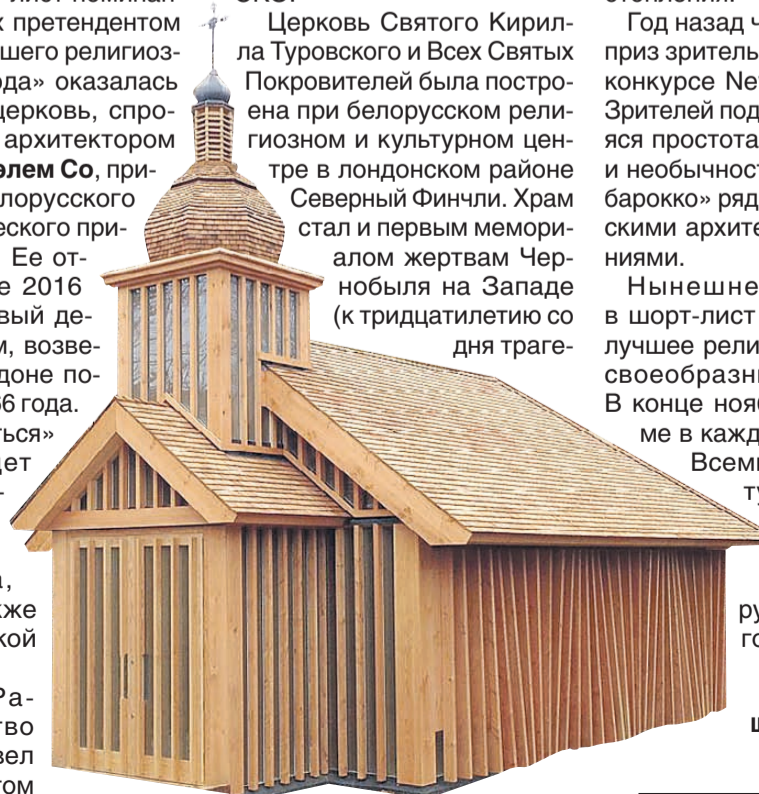 х претендентом
шего религиоз-
ода» оказалась
церковь, спро-
архитектором
элем Со, при-
лорусского
еского при-
Ее от-
е 2016
вый де-
м, возве-
доне по-
66 года.
ться»
дет
-
а,
кже
кой
Ра-
тво
вел
том
Церковь Святого Кирил-
ла Туровского и Всех Святых
Покровителей была постро-
ена при белорусском рели-
гиозном и культурном цен-
тре в лондонском районе
Северный Финчли. Храм
стал и первым мемори-
алом жертвам Чер-
нобыля на Западе
(к тридцатилетию со
дня траге-
Год назад ч
приз зритель
конкурсе Ne
Зрителей под
яся простота
и необычност
барокко» ряд
скими архите
ниями.
Нынешне
в шорт-лист
лучшее рели
своеобразн
В конце ноя
ме в кажд
Всеми
ту
ру
го